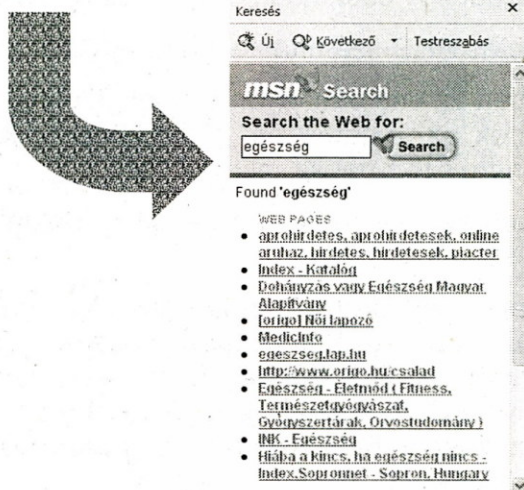 Keresés
Új Következő Testreszabás
msn Search
Search the Web for:
egészség Search
Found 'egészség'
WEB PAGES
aprohirdetes, aprohirdetesek, online
aruhaz, hirdetes, hirdetesek, piacter
Index - Katalóg
Dohányzás vagy Egészség Magyar
Alapítvány
[origo] Női lapozó
MedicInfo
egeszseg.lap.hu
http://www.origo.hu/csalad
Egészség - Életmód ( Fitness,
Természetgyógyászat,
Gyógyszertárak, Orvostudomány )
INK - Egészség
Hiába a kincs, ha egészség nincs -
Index,Sopronnet - Sopron, Hungary